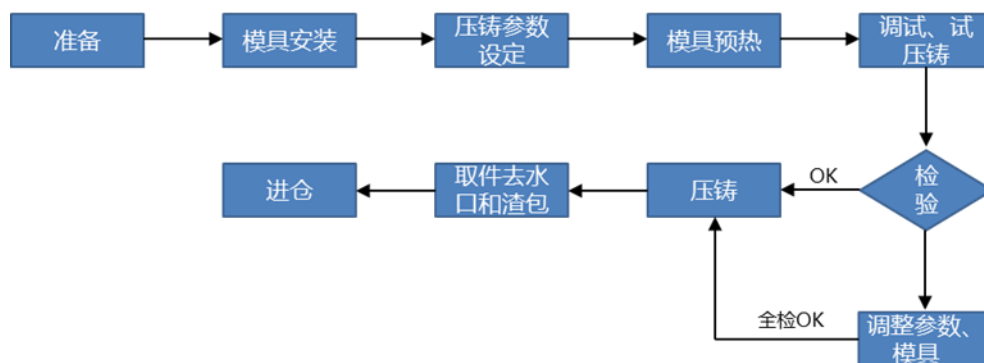 准备
模具安装
压铸参数
设定
模具预热
调试、试
压铸
检
验
OK
压铸
取件去水
口和渣包
进仓
调整参数、
模具
全检OK